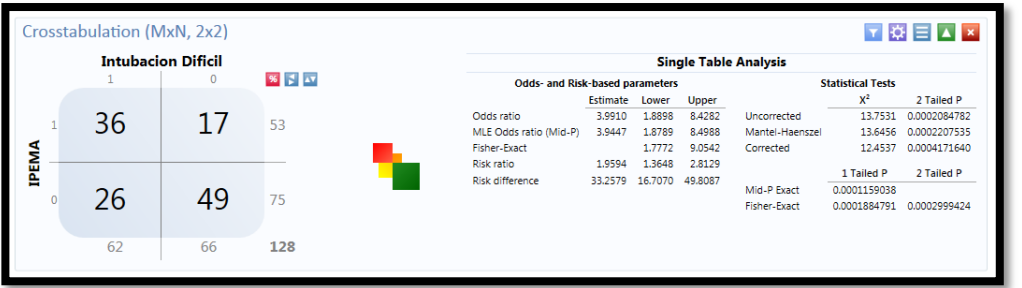 Crosstabulation (MxN, 2x2)
Intubacion Dificil
1 0
IPEMA
1 36 17 53
0 26 49 75
62 66 128
%
Single Table Analysis
Odds- and Risk-based parameters
Estimate Lower Upper
Odds ratio 3.9910 1.8898 8.4282
MLE Odds ratio (Mid-P) 3.9447 1.8789 8.4988
Fisher-Exact 1.7772 9.0542
Risk ratio 1.9594 1.3648 2.8129
Risk difference 33.2579 16.7070 49.8087
Statistical Tests
X² 2 Tailed P
Uncorrected 13.7531 0.0002084782
Mantel-Haenszel 13.6456 0.0002207535
Corrected 12.4537 0.0004171640
1 Tailed P 2 Tailed P
Mid-P Exact 0.0001159038
Fisher-Exact 0.0001884791 0.0002999424